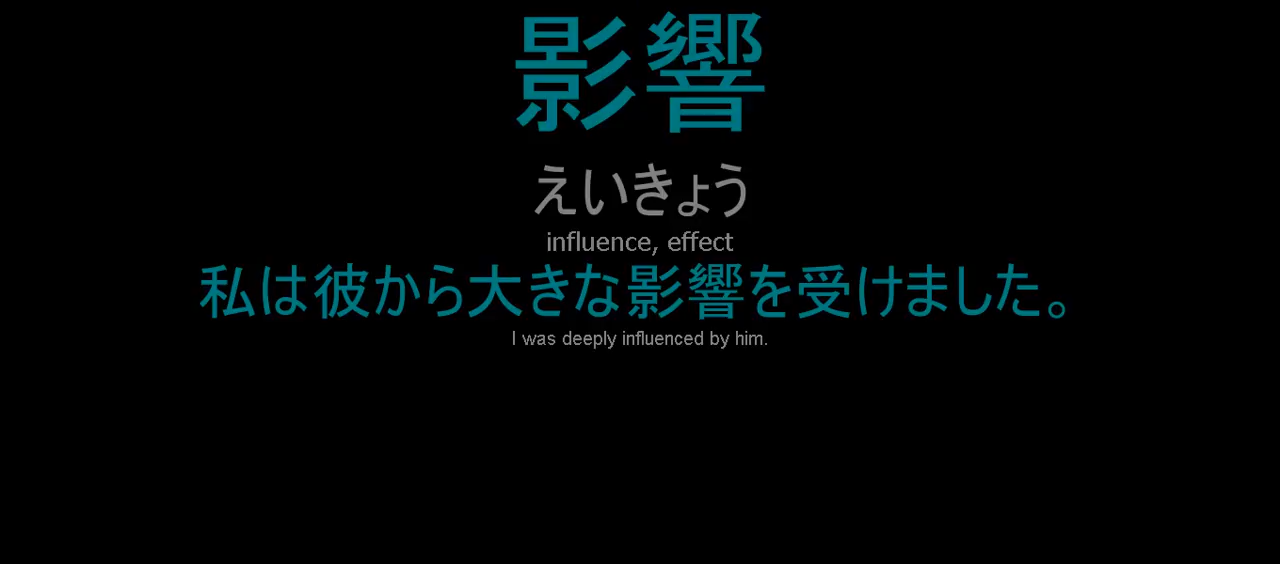 影響
えいきょう
influence, effect
私は彼から大きな影響を受けました。
I was deeply influenced by him.